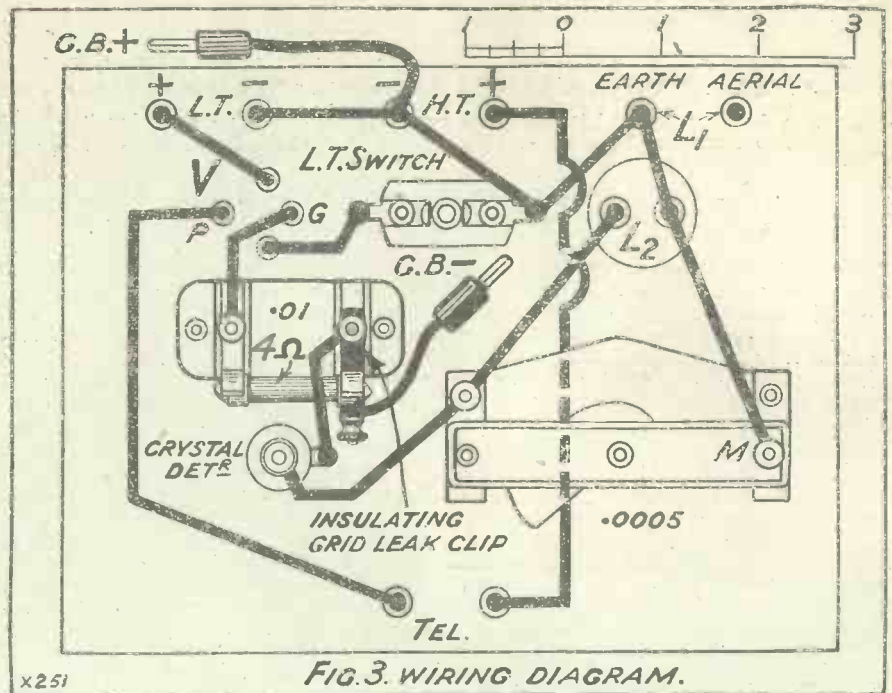 G.B.+
1 0 1 2 3
+ - - +
L.T. H.T. EARTH AERIAL
L1
L.T. SWITCH
V
P G
L2
G.B.-
.01
4Ω
CRYSTAL
DETR
M
INSULATING
GRID LEAK CLIP
.0005
TEL.
X251
FIG.3. WIRING DIAGRAM.